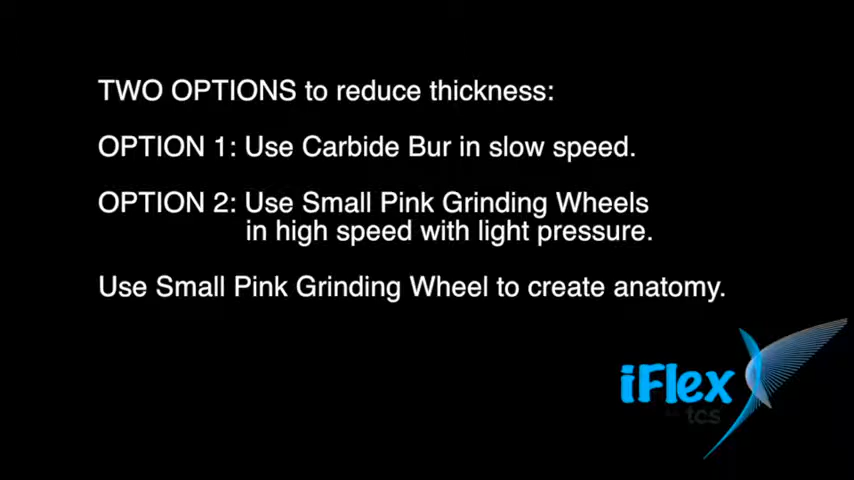 TWO OPTIONS to reduce thickness:
OPTION 1: Use Carbide Bur in slow speed.
OPTION 2: Use Small Pink Grinding Wheels
in high speed with light pressure.
Use Small Pink Grinding Wheel to create anatomy.
iFlex
tcs